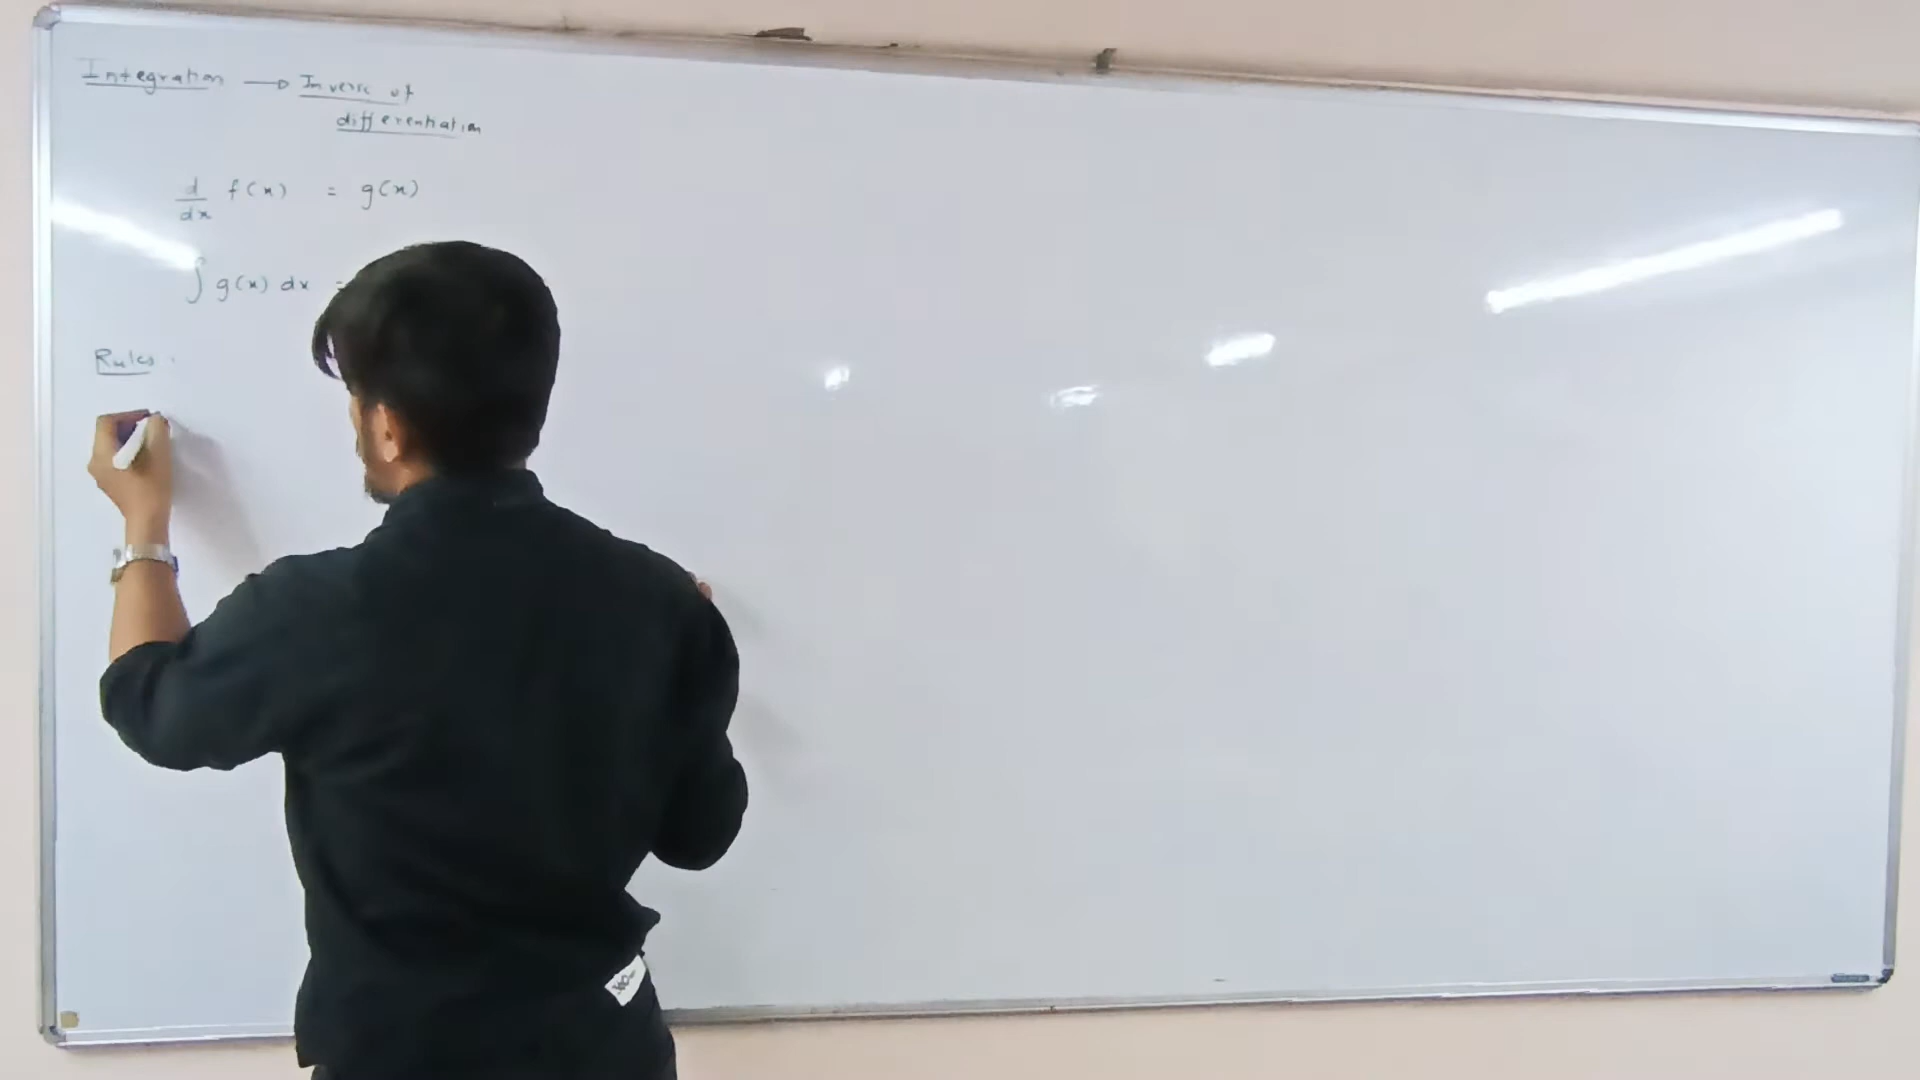 Integration → Inverse of
differentiation
d/dx f(x) = g(x)
∫ g(x) dx =
Rules :